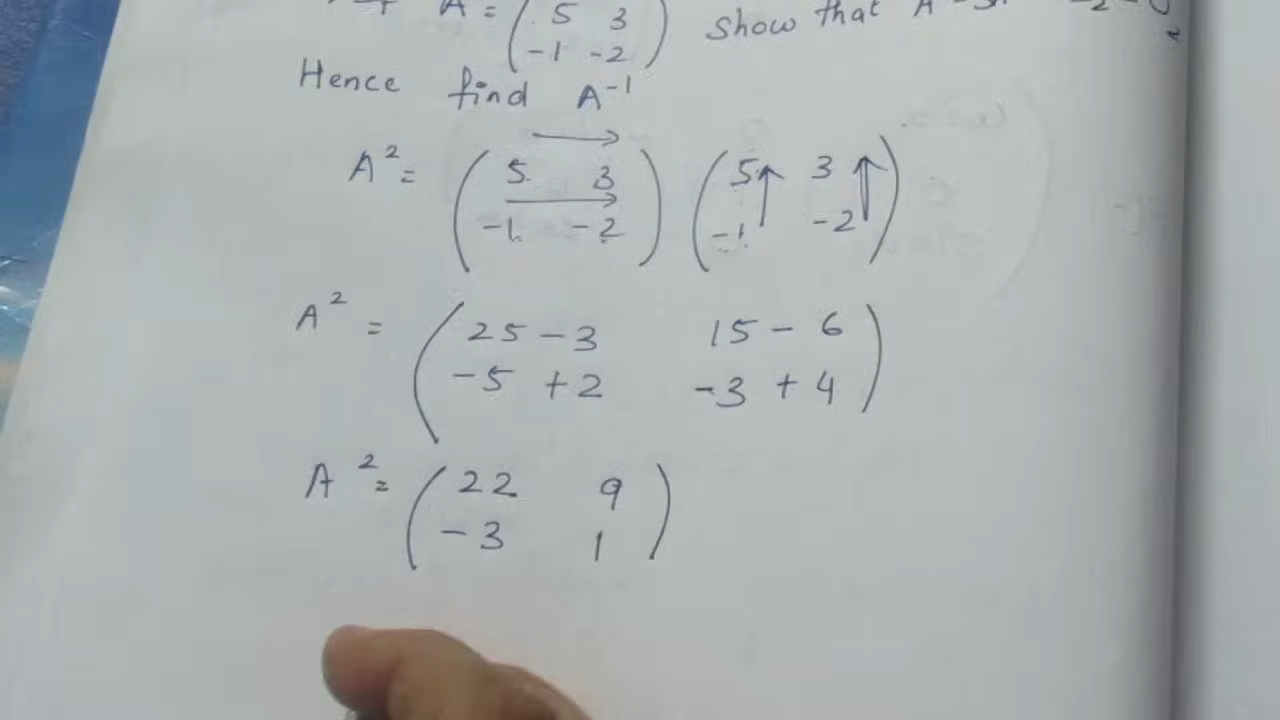 A = ( 5 3 show that A
-1 -2 )
Hence find A⁻¹
A² = ( 5 3 ) ( 5 3 )
-1 -2 -1 -2
A² = ( 25 - 3 15 - 6 )
-5 + 2 -3 + 4
A² = ( 22 9 )
-3 1